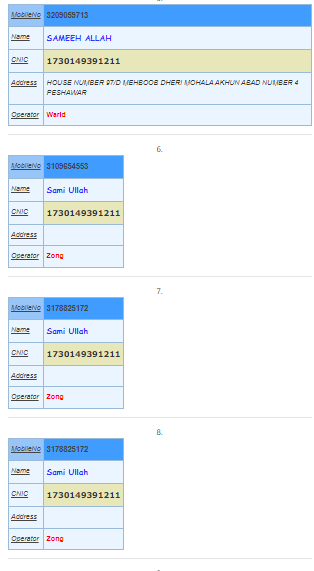 MobileNo 3209059713
Name SAMEEH ALLAH
CNIC 1730149391211
Address HOUSE NUMBER 97/D MEHBOOB DHERI MOHALA AKHUN ABAD NUMBER 4
PESHAWAR
Operator Warid
6.
MobileNo 3109654553
Name Sami Ullah
CNIC 1730149391211
Address
Operator Zong
7.
MobileNo 3178825172
Name Sami Ullah
CNIC 1730149391211
Address
Operator Zong
8.
MobileNo 3178825172
Name Sami Ullah
CNIC 1730149391211
Address
Operator Zong